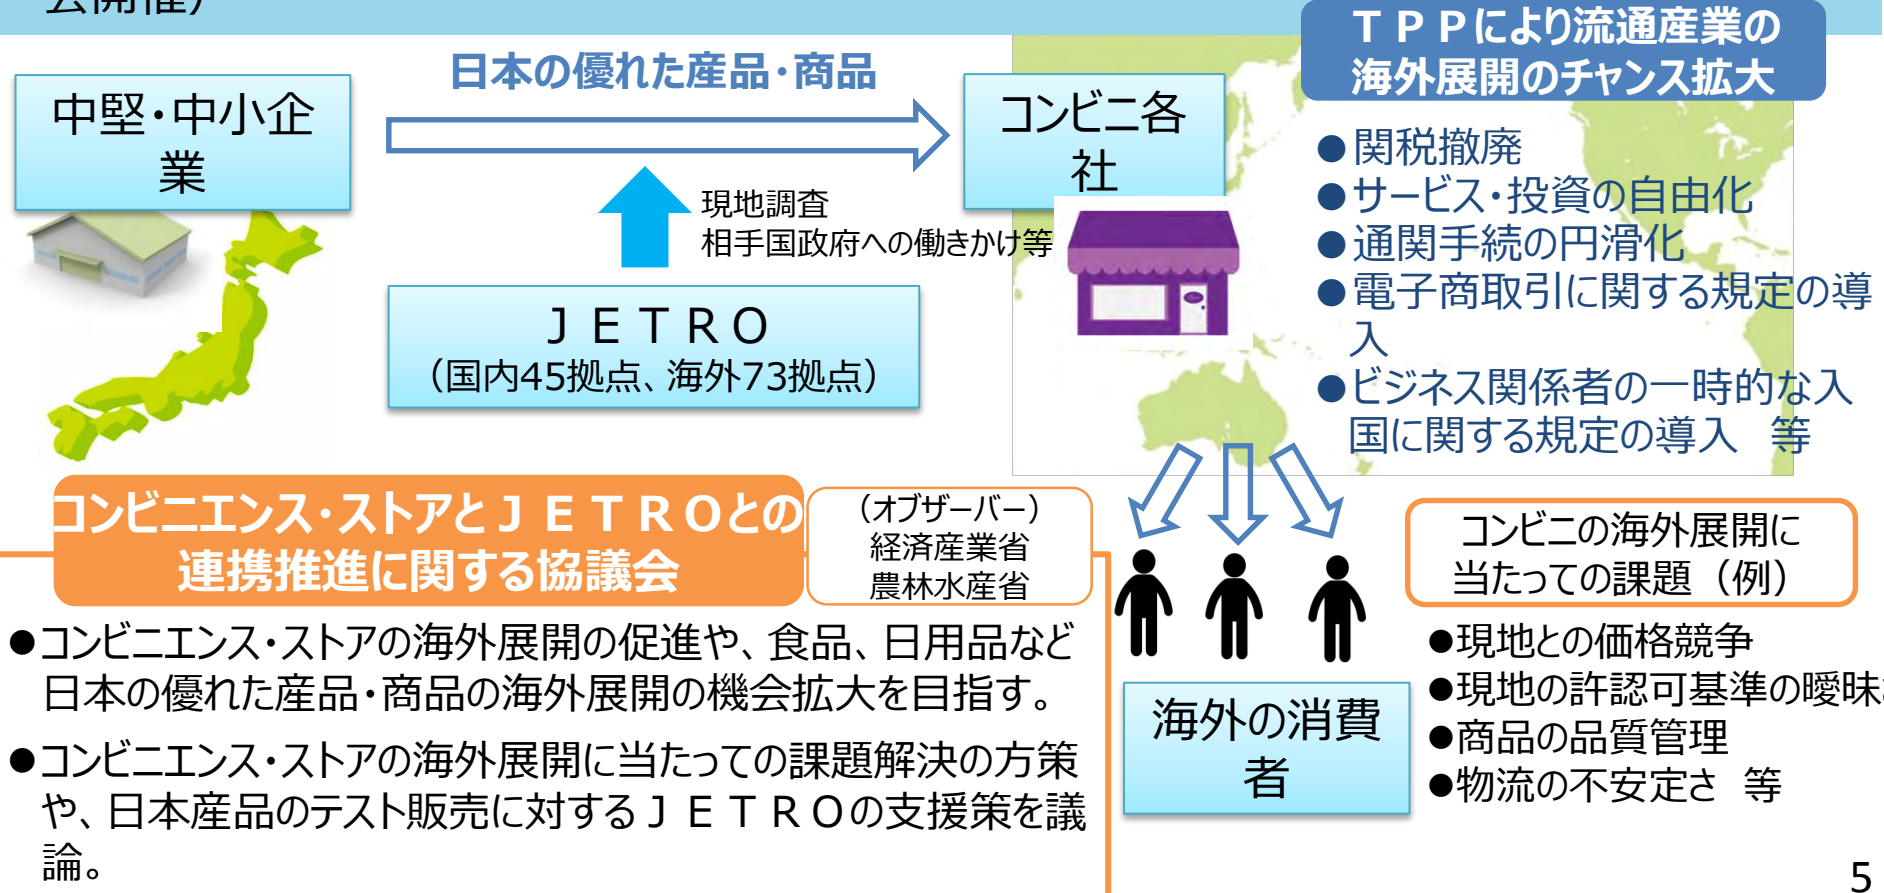 ＴＰＰにより流通産業の
海外展開のチャンス拡大
日本の優れた産品・商品
中堅・中小企
業
コンビニ各
社
現地調査
相手国政府への働きかけ等
ＪＥＴＲＯ
（国内45拠点、海外73拠点）
●関税撤廃
●サービス・投資の自由化
●通関手続の円滑化
●電子商取引に関する規定の導
入
●ビジネス関係者の一時的な入
国に関する規定の導入　等
コンビニエンス・ストアとＪＥＴＲＯとの
連携推進に関する協議会
（オブザーバー）
経済産業省
農林水産省
●コンビニエンス・ストアの海外展開の促進や、食品、日用品など
日本の優れた産品・商品の海外展開の機会拡大を目指す。
●コンビニエンス・ストアの海外展開に当たっての課題解決の方策
や、日本産品のテスト販売に対するＪＥＴＲＯの支援策を議
論。
海外の消費
者
コンビニの海外展開に
当たっての課題（例）
●現地との価格競争
●現地の許認可基準の曖昧
●商品の品質管理
●物流の不安定さ　等
5